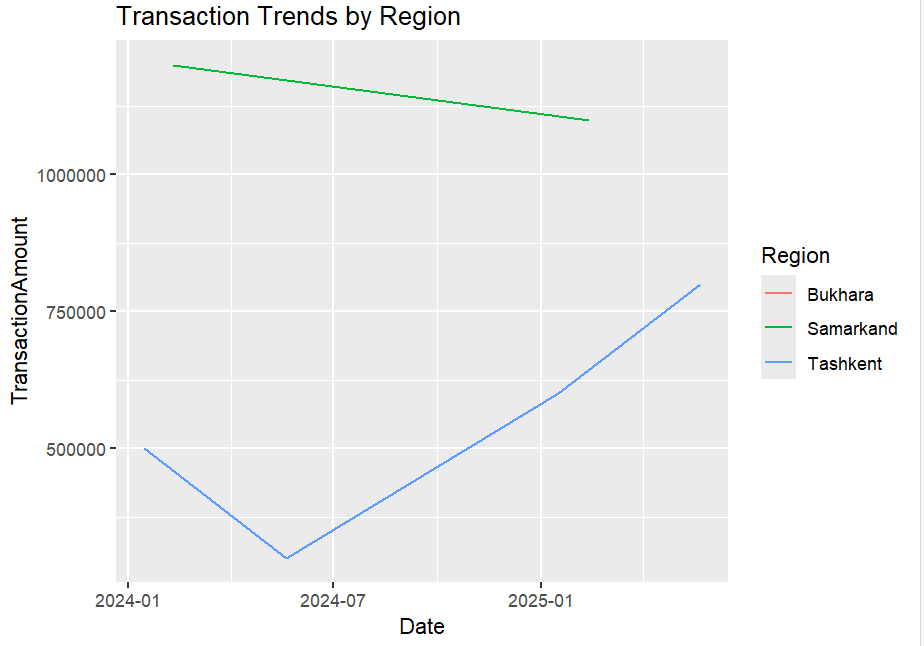 Transaction Trends by Region
TransactionAmount
1000000
750000
500000
2024-01
2024-07
2025-01
Date
Region
Bukhara
Samarkand
Tashkent